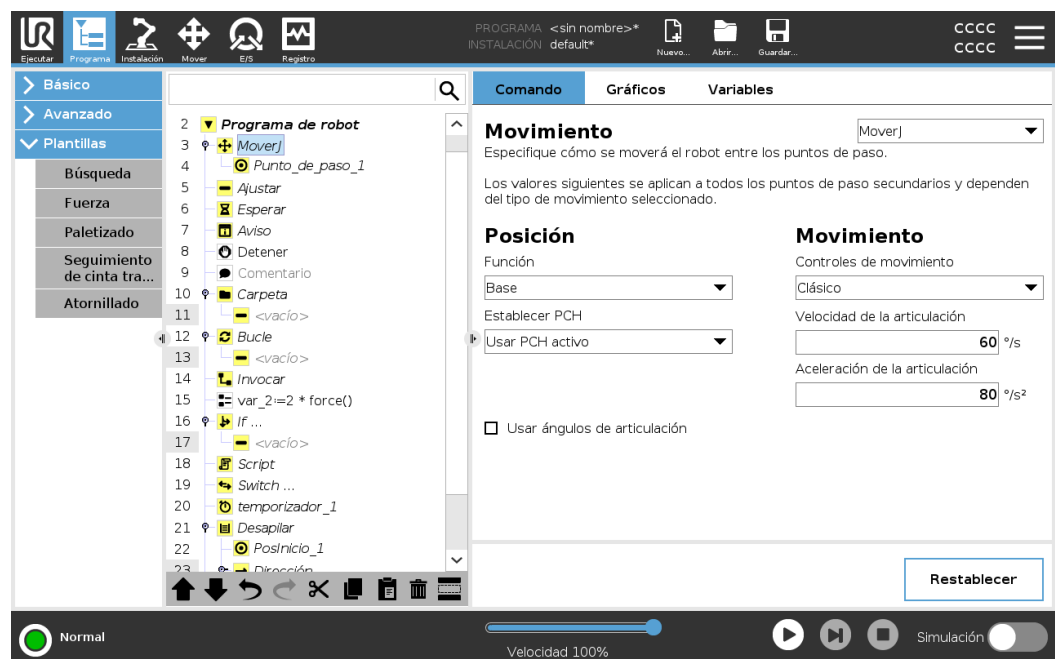 PROGRAMA <sin nombre>*
INSTALACIÓN default*
Ejecutar
Programa
Instalación
Mover
E/S
Registro
Nuevo...
Abrir...
Guardar...
CCCC
CCCC
Básico
Avanzado
Plantillas
Búsqueda
Fuerza
Paletizado
Seguimiento
de cinta tra...
Atornillado
2 Programa de robot
3 MoverJ
4 Punto_de_paso_1
5 Ajustar
6 Esperar
7 Aviso
8 Detener
9 Comentario
10 Carpeta
11 <vacío>
12 Bucle
13 <vacío>
14 Invocar
15 var_2:=2 * force()
16 If ...
17 <vacío>
18 Script
19 Switch ...
20 temporizador_1
21 Desapilar
22 PosInicio_1
23 Dirección
Comando
Gráficos
Variables
Movimiento
MoverJ
Especifique cómo se moverá el robot entre los puntos de paso.
Los valores siguientes se aplican a todos los puntos de paso secundarios y dependen
del tipo de movimiento seleccionado.
Posición
Función
Base
Establecer PCH
Usar PCH activo
Usar ángulos de articulación
Movimiento
Controles de movimiento
Clásico
Velocidad de la articulación
60 °/s
Aceleración de la articulación
80 °/s²
Restablecer
Normal
Velocidad 100%
Simulación